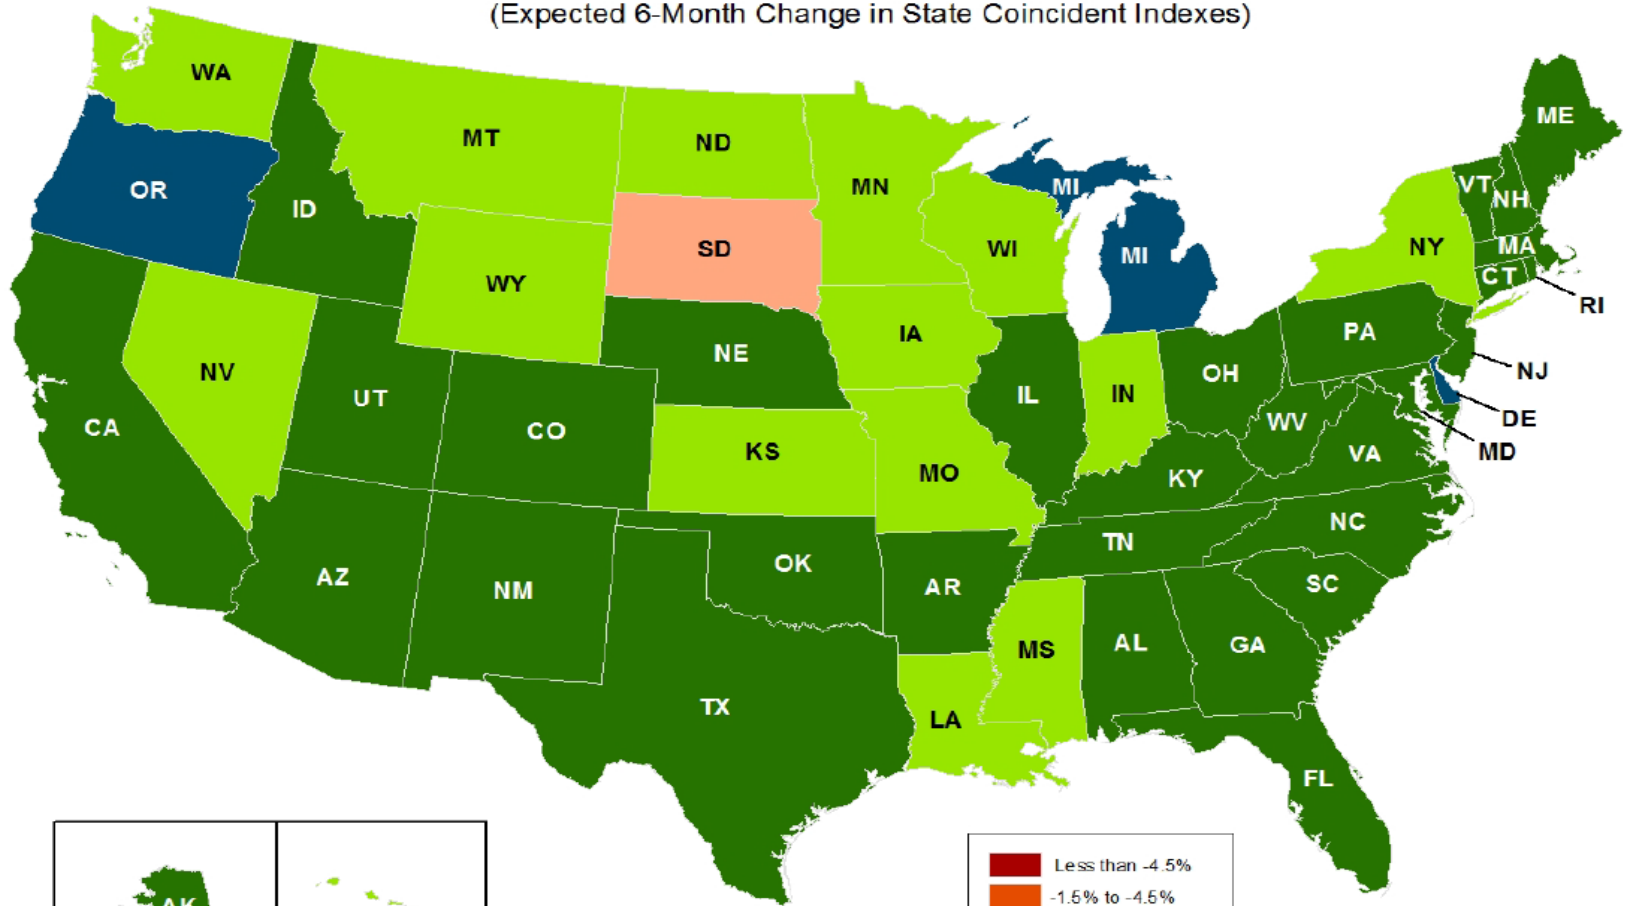 (Expected 6-Month Change in State Coincident Indexes)
WA
MT
ND
MN
ME
OR
ID
SD
WI
MI
MI
VT
NH
NY
MA
CT
RI
WY
NV
UT
CO
NE
IA
IL
IN
OH
PA
NJ
DE
MD
CA
KS
MO
KY
WV
VA
AZ
NM
OK
AR
TN
NC
SC
TX
LA
MS
AL
GA
FL
AK
Less than -4.5%
-1.5% to -4.5%